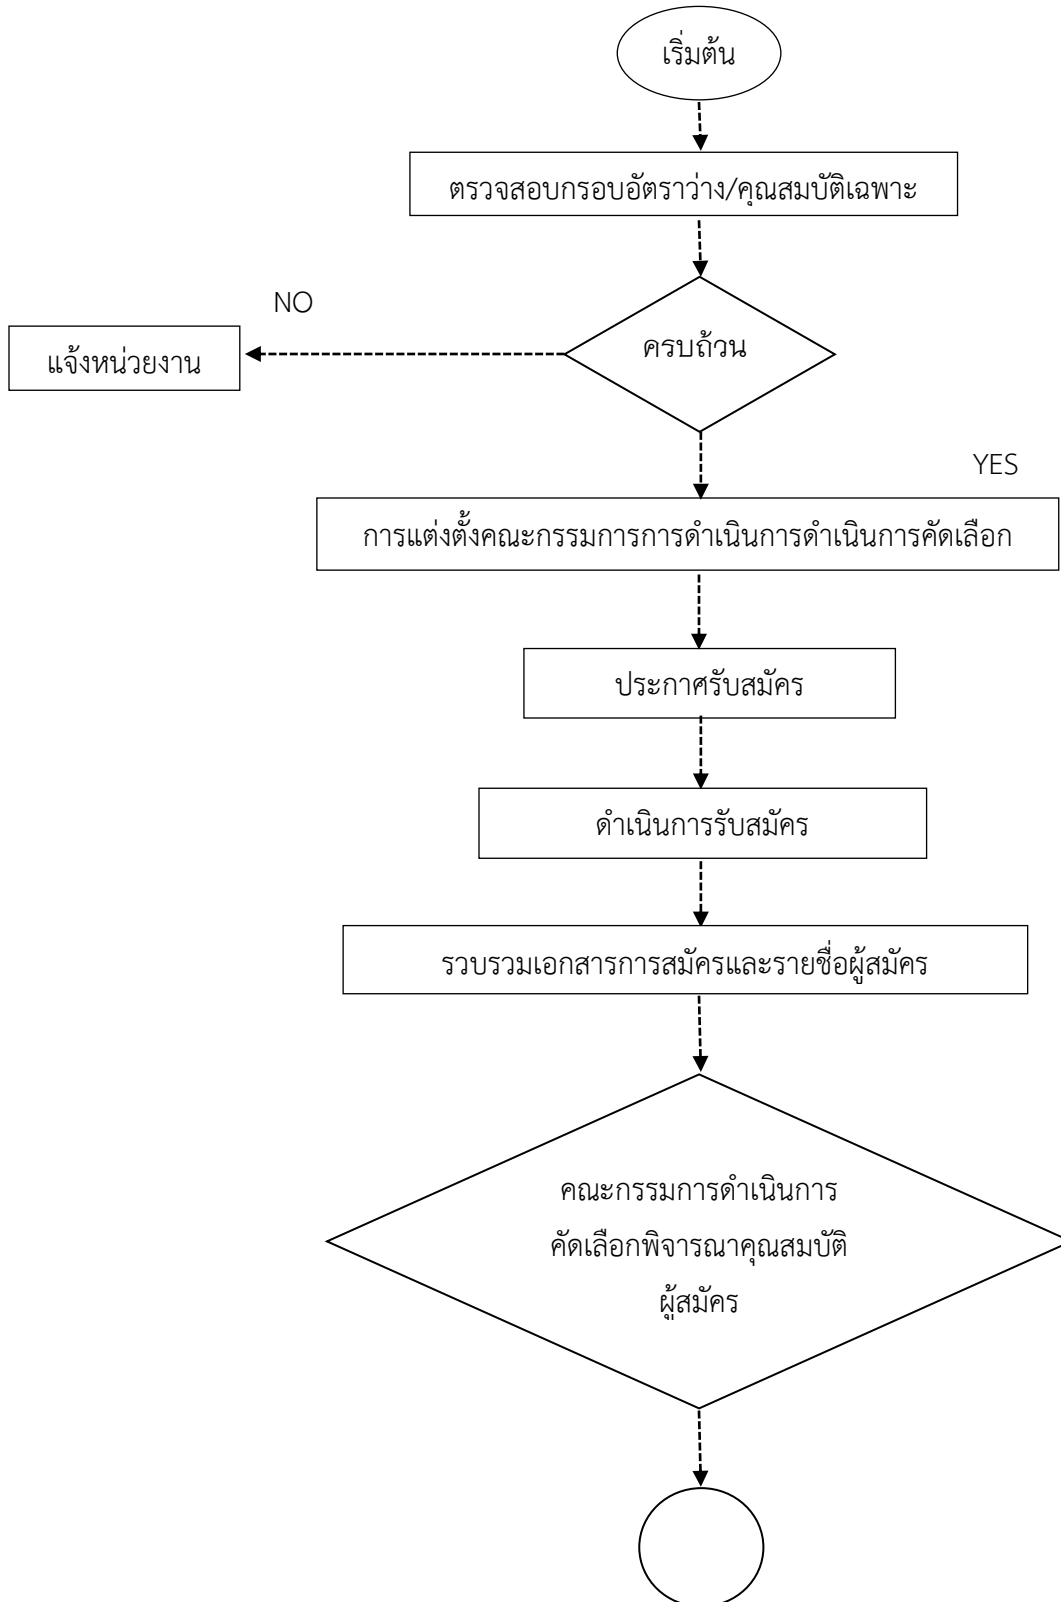 เริ่มต้น
ตรวจสอบกรอบอัตราว่าง/คุณสมบัติเฉพาะ
NO
ครบถ้วน
แจ้งหน่วยงาน
YES
การแต่งตั้งคณะกรรมการการดำเนินการดำเนินการคัดเลือก
ประกาศรับสมัคร
ดำเนินการรับสมัคร
รวบรวมเอกสารการสมัครและรายชื่อผู้สมัคร
คณะกรรมการดำเนินการ
คัดเลือกพิจารณาคุณสมบัติ
ผู้สมัคร